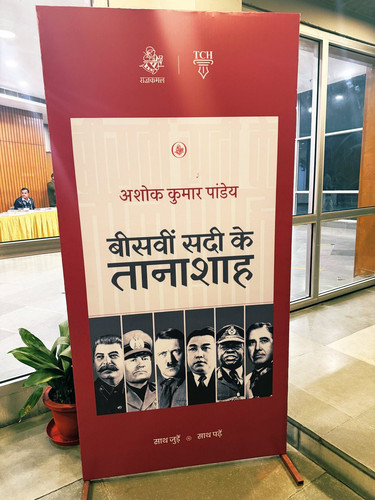 राजकमल
TCH
अशोक कुमार पांडेय
बीसवीं सदी के
तानाशाह
साथ जुड़ें साथ पढ़ें